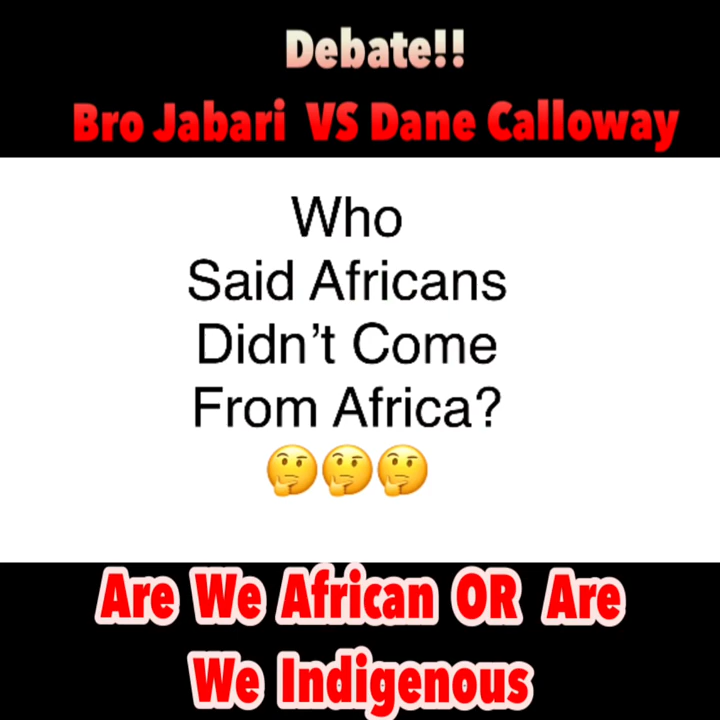 Debate!!
Bro Jabari VS Dane Calloway
Who
Said Africans
Didn’t Come
From Africa?
🤔🤔🤔
Are We African OR Are
We Indigenous